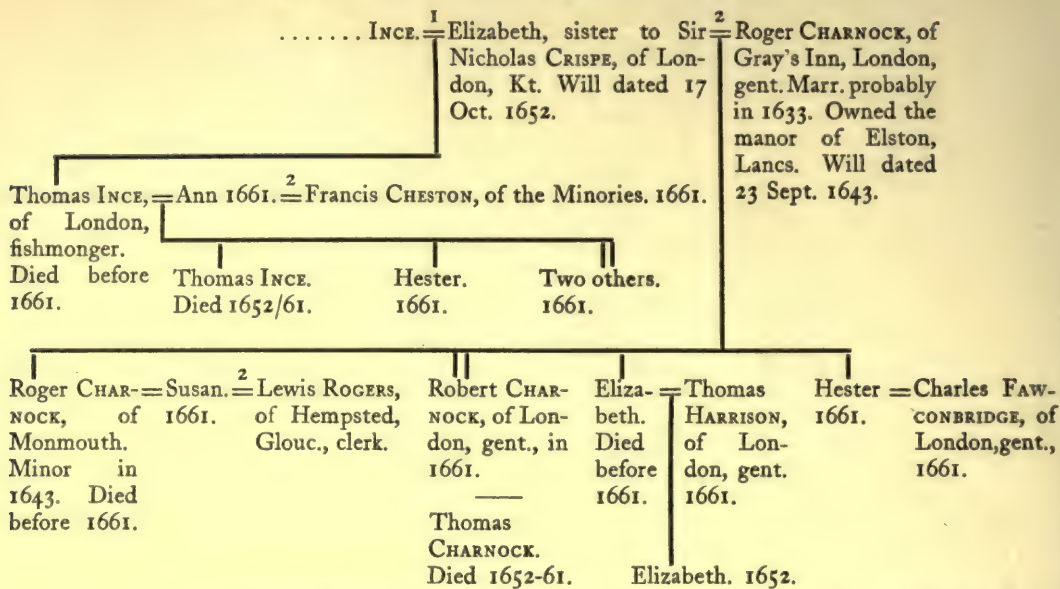 ....... INCE.
1
=
Elizabeth, sister to Sir
Nicholas CRISPE, of Lon-
don, Kt. Will dated 17
Oct. 1652.
2
=
Roger CHARNOCK, of
Gray's Inn, London,
gent. Marr. probably
in 1633. Owned the
manor of Elston,
Lancs. Will dated
23 Sept. 1643.
Thomas INCE,
of London,
fishmonger.
Died before
1661.
=
Ann 1661.
2
=
Francis CHESTON, of the Minories. 1661.
Thomas INCE.
Died 1652/61.
Hester.
1661.
Two others.
1661.
Roger CHAR-
NOCK, of
Monmouth.
Minor in
1643. Died
before 1661.
=
Susan.
1661.
2
=
Lewis ROGERS,
of Hempsted,
Glouc., clerk.
Robert CHAR-
NOCK, of Lon-
don, gent., in
1661.
—
Thomas
CHARNOCK.
Died 1652-61.
Eliza-
beth.
Died
before
1661.
=
Thomas
HARRISON,
of Lon-
don, gent.
1661.
Elizabeth. 1652.
Hester
1661.
=
Charles FAW-
CONBRIDGE, of
London,gent.,
1661.